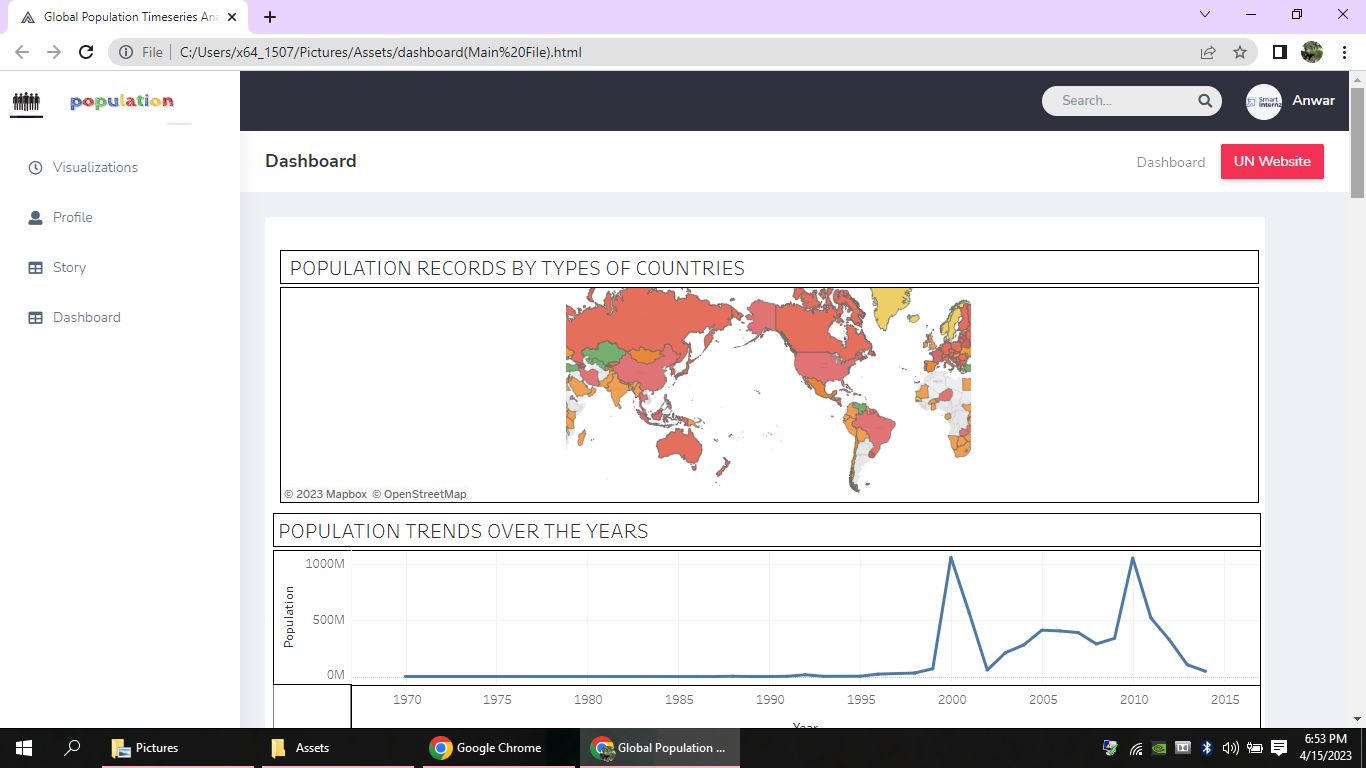 Global Population Timeseries Ana
File
C:/Users/x64_1507/Pictures/Assets/dashboard(Main%20File).html
population
Search...
Smart
Internz
Anwar
Visualizations
Profile
Story
Dashboard
Dashboard
Dashboard
UN Website
POPULATION RECORDS BY TYPES OF COUNTRIES
© 2023 Mapbox © OpenStreetMap
POPULATION TRENDS OVER THE YEARS
Population
1000M
500M
0M
1970 1975 1980 1985 1990 1995 2000 2005 2010 2015
Year
Pictures
Assets
Google Chrome
Global Population ...
6:53 PM
4/15/2023